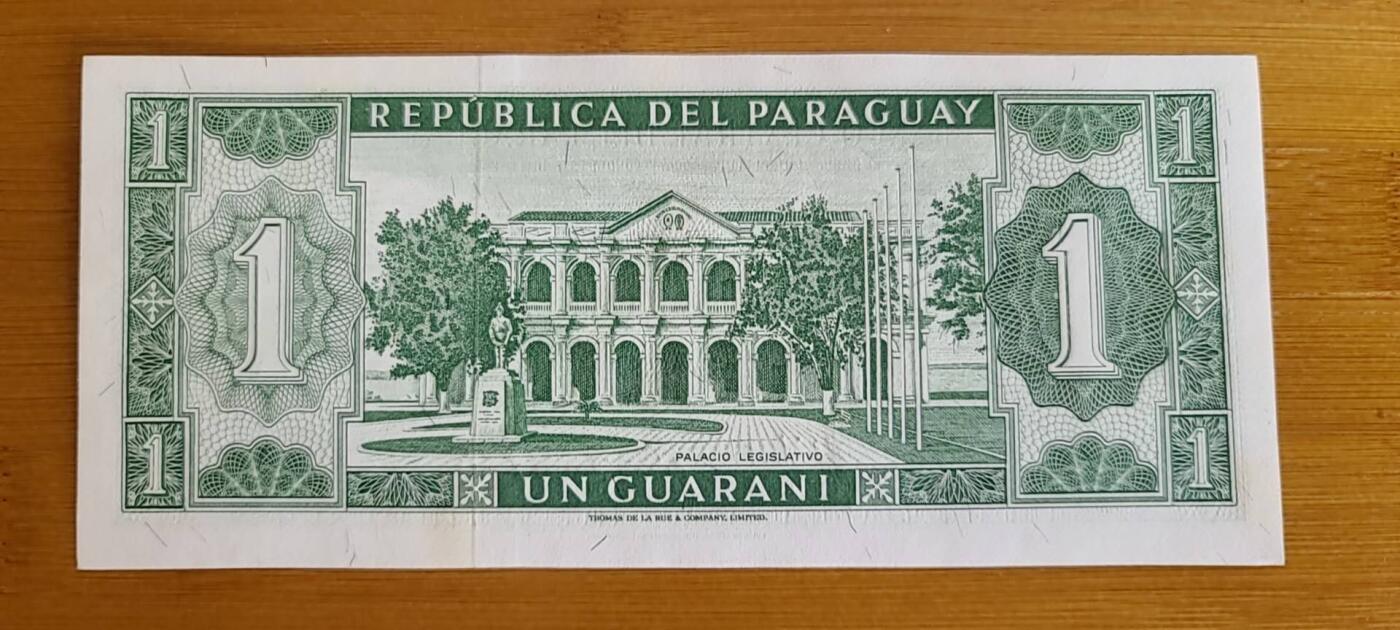 REPÚBLICA DEL PARAGUAY
1 1
1 1
PALACIO LEGISLATIVO
1 1
UN GUARANI
THOMAS DE LA RUE & COMPANY, LIMITED.